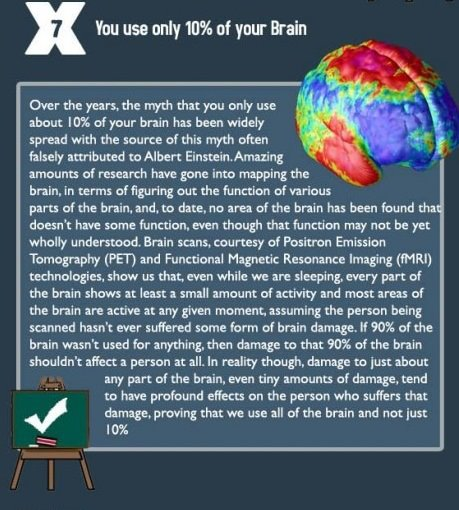 7
You use only 10% of your Brain
Over the years, the myth that you only use
about 10% of your brain has been widely
spread with the source of this myth often
falsely attributed to Albert Einstein. Amazing
amounts of research have gone into mapping the
brain, in terms of figuring out the function of various
parts of the brain, and, to date, no area of the brain has been found that
doesn't have some function, even though that function may not be yet
wholly understood. Brain scans, courtesy of Positron Emission
Tomography (PET) and Functional Magnetic Resonance Imaging (fMRI)
technologies, show us that, even while we are sleeping, every part of
the brain shows at least a small amount of activity and most areas of
the brain are active at any given moment, assuming the person being
scanned hasn't ever suffered some form of brain damage. If 90% of the
brain wasn't used for anything, then damage to that 90% of the brain
shouldn't affect a person at all. In reality though, damage to just about
any part of the brain, even tiny amounts of damage, tend
to have profound effects on the person who suffers that
damage, proving that we use all of the brain and not just
10%